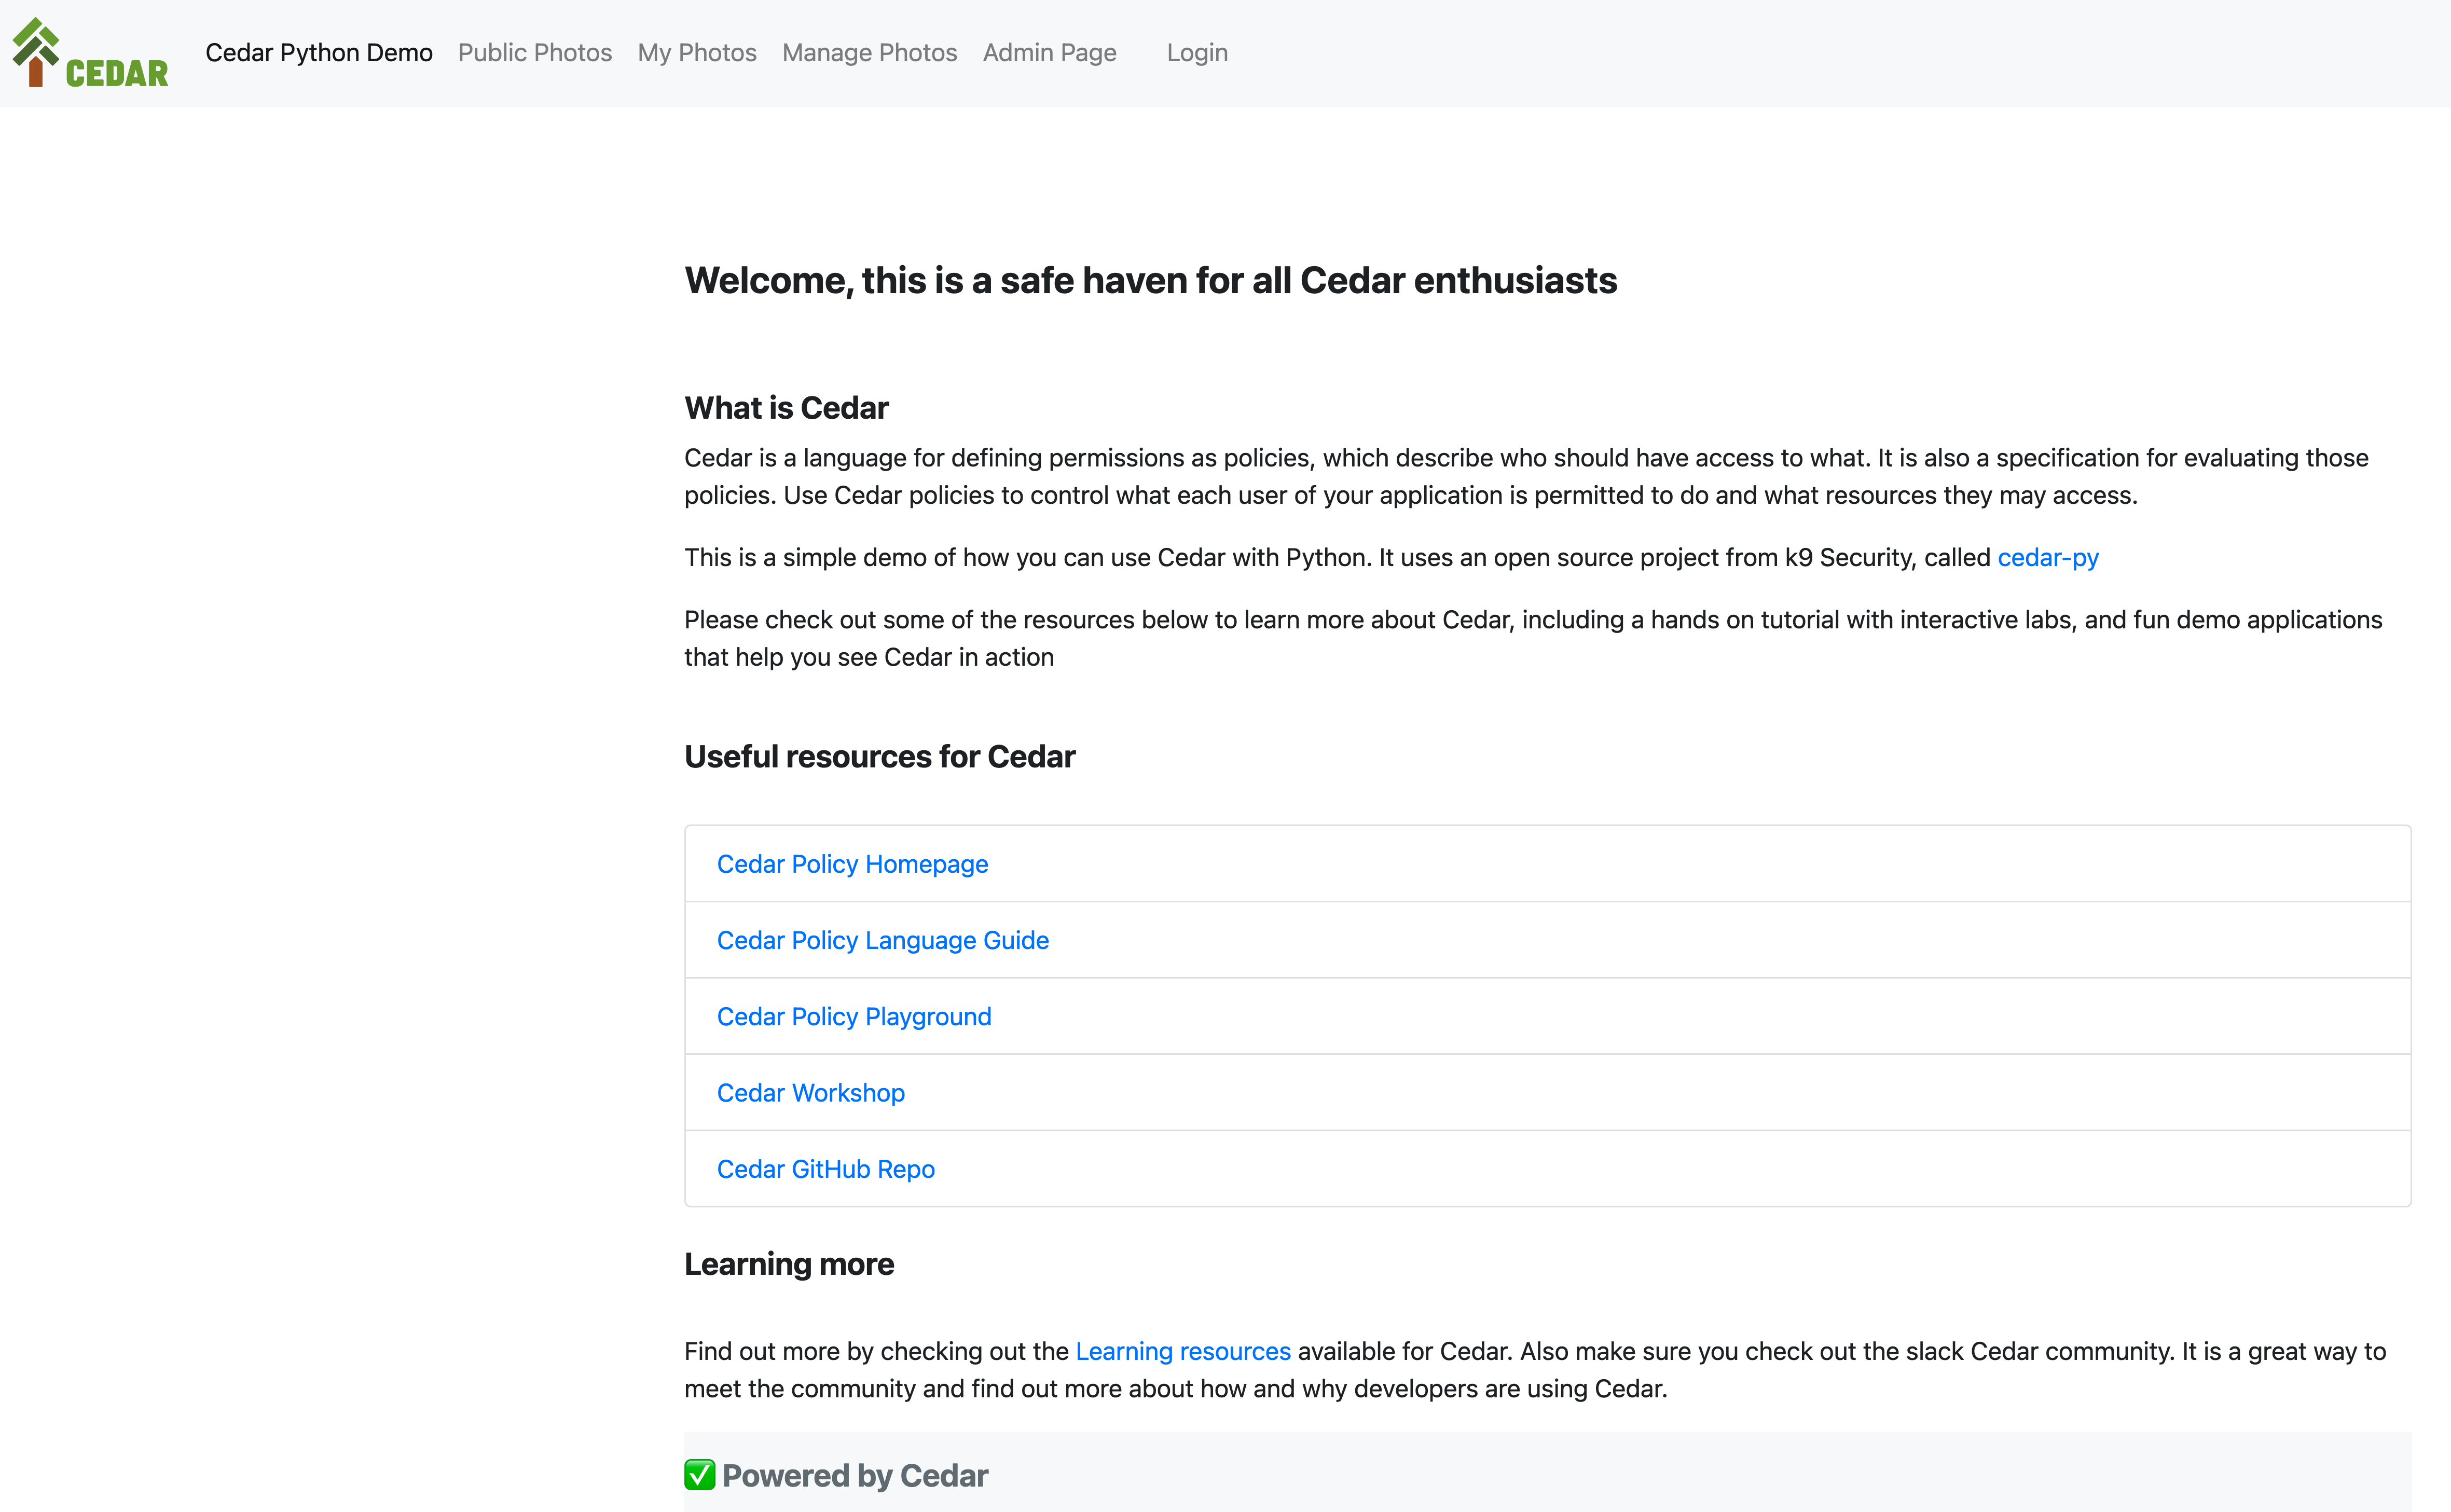 CEDAR
Cedar Python Demo Public Photos My Photos Manage Photos Admin Page Login
Welcome, this is a safe haven for all Cedar enthusiasts
What is Cedar
Cedar is a language for defining permissions as policies, which describe who should have access to what. It is also a specification for evaluating those
policies. Use Cedar policies to control what each user of your application is permitted to do and what resources they may access.
This is a simple demo of how you can use Cedar with Python. It uses an open source project from k9 Security, called cedar-py
Please check out some of the resources below to learn more about Cedar, including a hands on tutorial with interactive labs, and fun demo applications
that help you see Cedar in action
Useful resources for Cedar
Cedar Policy Homepage
Cedar Policy Language Guide
Cedar Policy Playground
Cedar Workshop
Cedar GitHub Repo
Learning more
Find out more by checking out the Learning resources available for Cedar. Also make sure you check out the slack Cedar community. It is a great way to
meet the community and find out more about how and why developers are using Cedar.
✅ Powered by Cedar